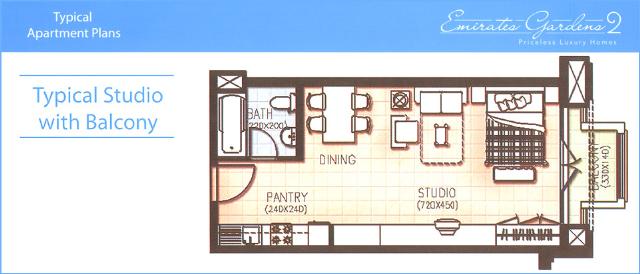 Typical
Apartment Plans
Emirates Gardens 2
Priceless Luxury Homes
Typical Studio
with Balcony
BATH
(220X200)
DINING
PANTRY
(240X240)
STUDIO
(720X450)
BALCONY
(330X140)